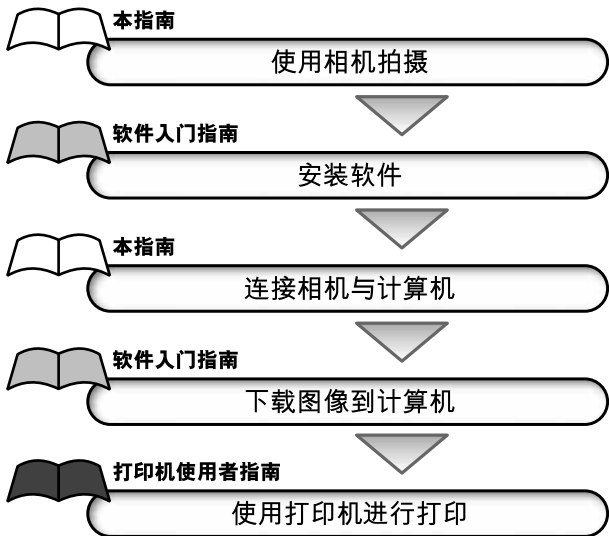 本指南
使用相机拍摄
软件入门指南
安装软件
本指南
连接相机与计算机
软件入门指南
下载图像到计算机
打印机使用者指南
使用打印机进行打印